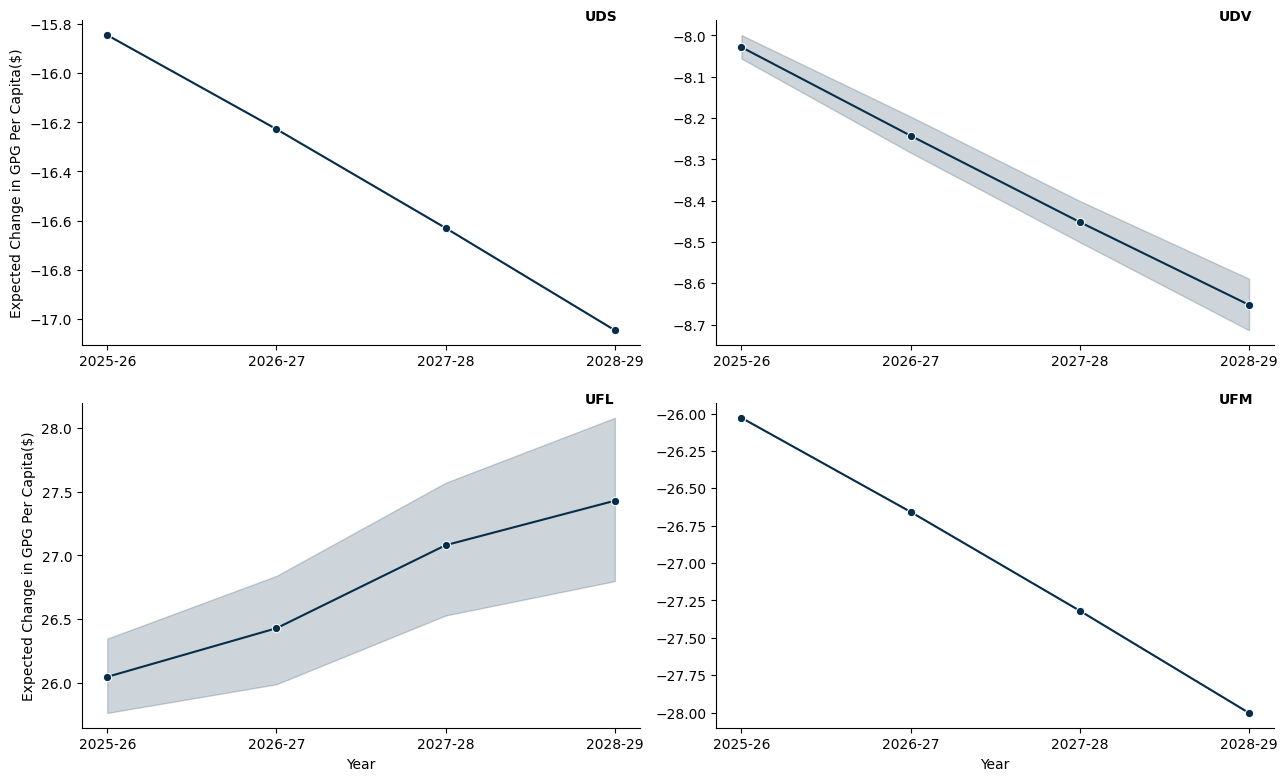 UDS
Expected Change in GPG Per Capita($)
−15.8
−16.0
−16.2
−16.4
−16.6
−16.8
−17.0
2025-26 2026-27 2027-28 2028-29
UDV
−8.0
−8.1
−8.2
−8.3
−8.4
−8.5
−8.6
−8.7
2025-26 2026-27 2027-28 2028-29
UFL
Expected Change in GPG Per Capita($)
28.0
27.5
27.0
26.5
26.0
2025-26 2026-27 2027-28 2028-29
Year
UFM
−26.00
−26.25
−26.50
−26.75
−27.00
−27.25
−27.50
−27.75
−28.00
2025-26 2026-27 2027-28 2028-29
Year